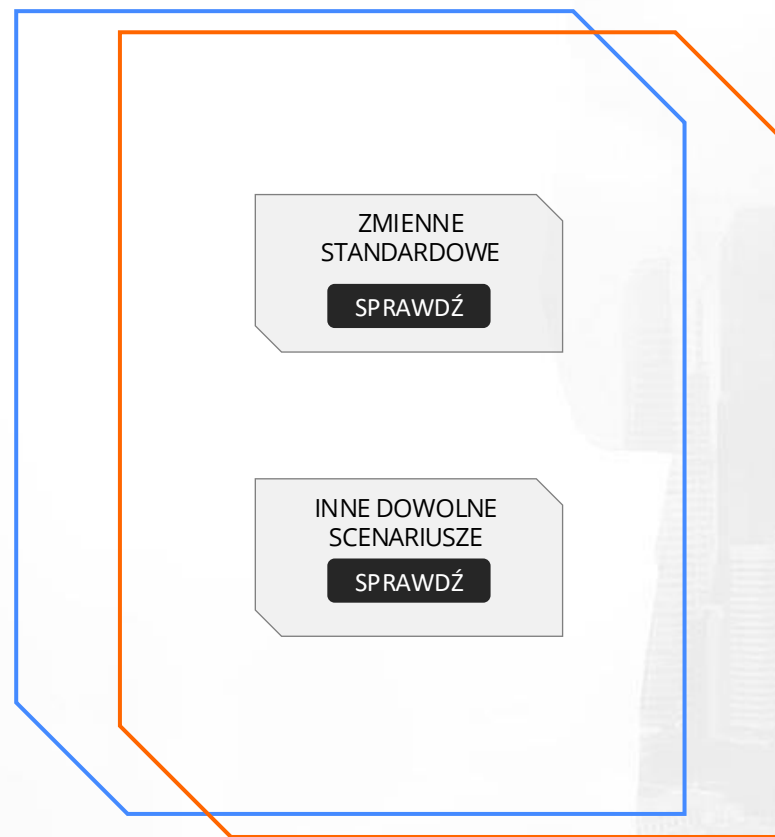 ZMIENNE
STANDARDOWE
SPRAWDŹ
INNE DOWOLNE
SCENARIUSZE
SPRAWDŹ